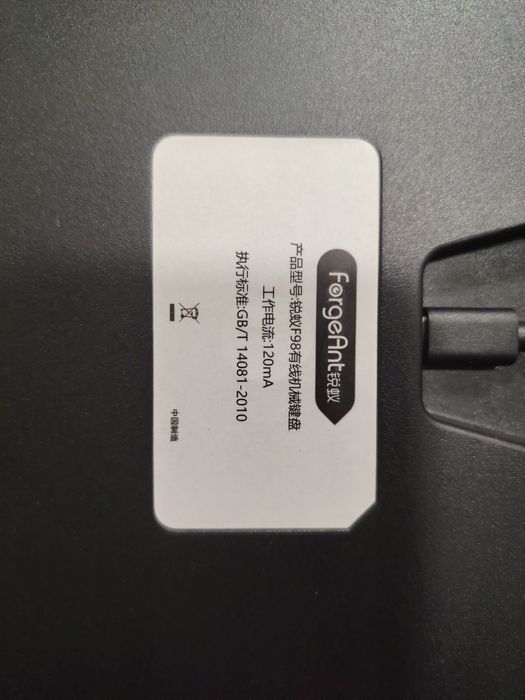 ForgeAnt锐蚁
产品型号:锐蚁F98有线机械键盘
工作电流:120mA
执行标准:GB/T 14081-2010
中国制造